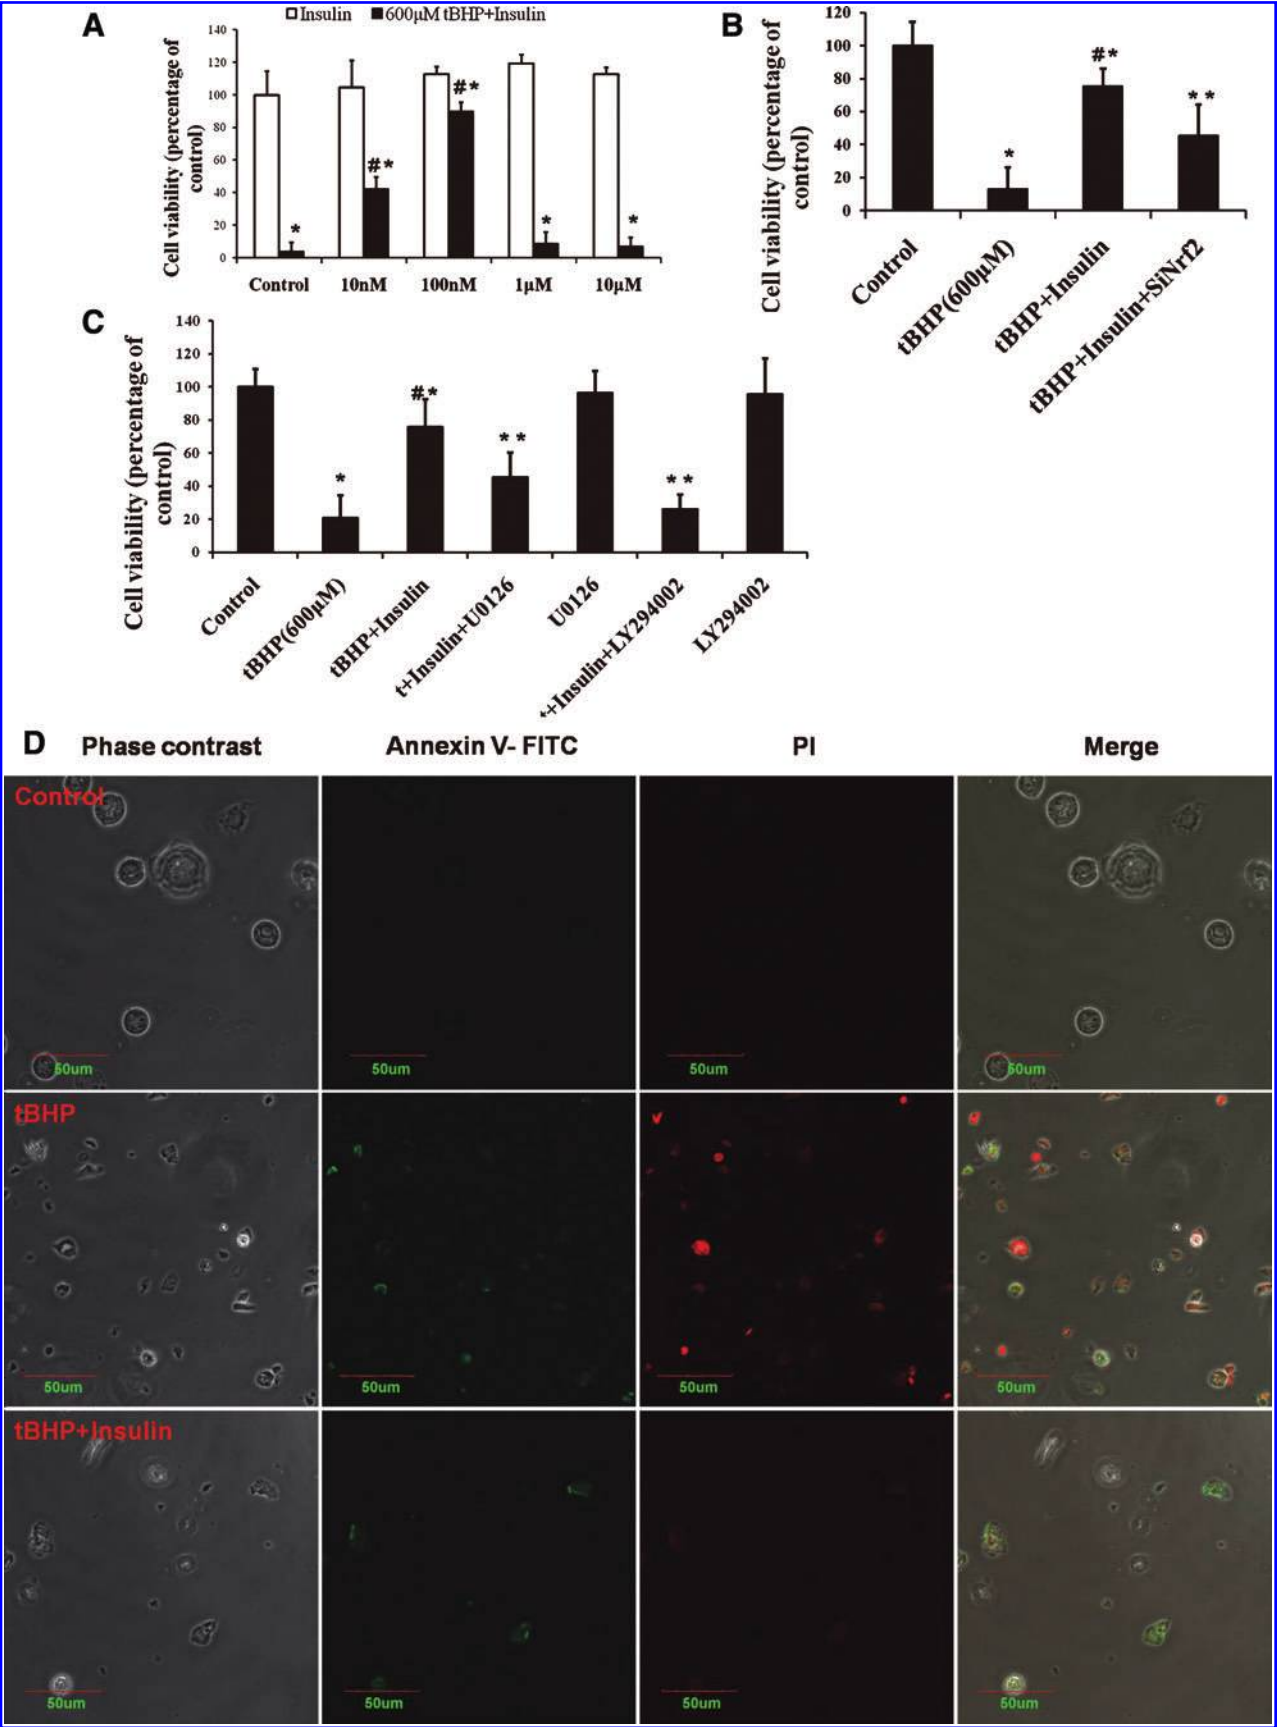 A
Insulin 600µM tBHP+Insulin
Cell viability (percentage of
control)
140
120
100
80
60
40
20
0
*
#*
#*
*
*
Control 10nM 100nM 1µM 10µM
B
Cell viability (percentage of
control)
120
100
80
60
40
20
0
*
#*
**
Control
tBHP(600µM)
tBHP+Insulin
tBHP+Insulin+SiNrf2
C
Cell viability (percentage of
control)
140
120
100
80
60
40
20
0
*
#*
**
**
Control
tBHP(600µM)
tBHP+Insulin
t+Insulin+U0126
U0126
t+Insulin+LY294002
LY294002
D
Phase contrast Annexin V- FITC PI Merge
Control
50um 50um 50um 50um
tBHP
50um 50um 50um 50um
tBHP+Insulin
50um 50um 50um 50um